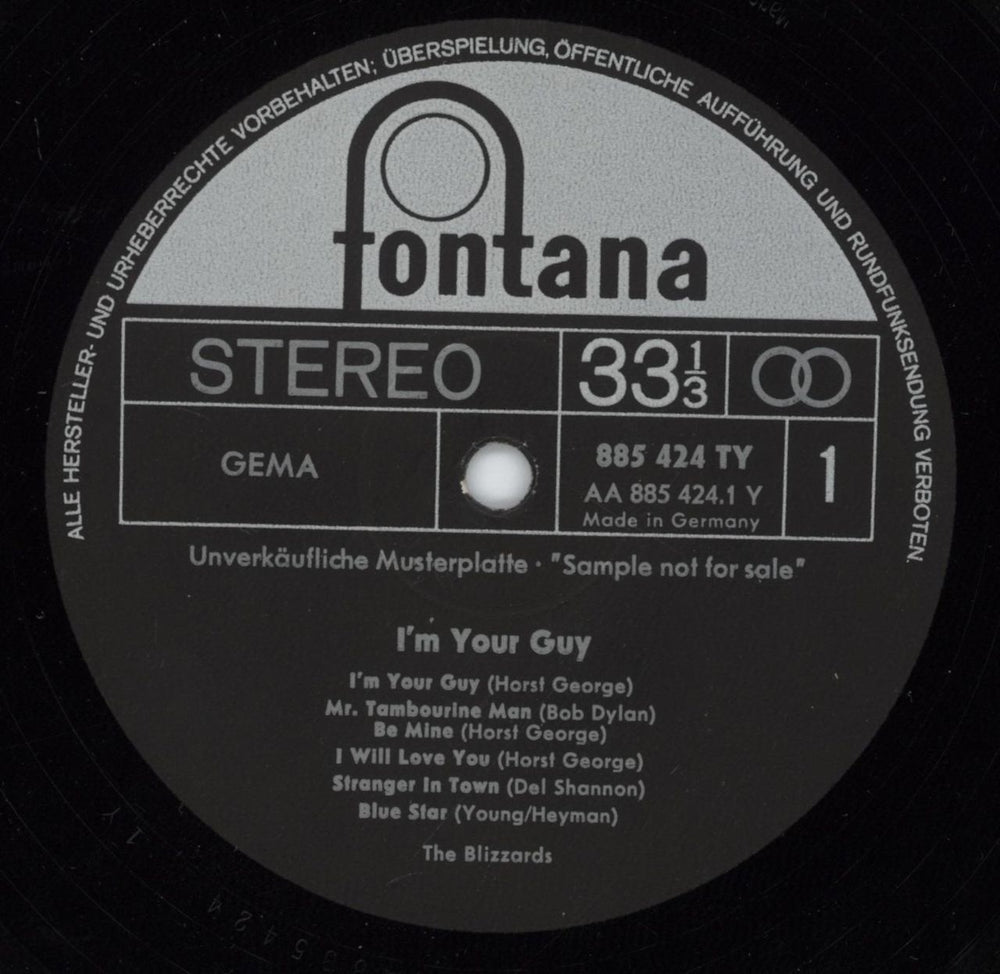 ALLE HERSTELLER- UND URHEBERRECHTE VORBEHALTEN; ÜBERSPIELUNG, ÖFFENTLICHE AUFFÜHRUNG UND RUNDFUNKSENDUNG VERBOTEN.
fontana
STEREO
33 1/3
GEMA
885 424 TY
AA 885 424.1 Y
Made in Germany
1
Unverkäufliche Musterplatte · "Sample not for sale"
I'm Your Guy
I'm Your Guy (Horst George)
Mr. Tambourine Man (Bob Dylan)
Be Mine (Horst George)
I Will Love You (Horst George)
Stranger In Town (Del Shannon)
Blue Star (Young/Heyman)
The Blizzards